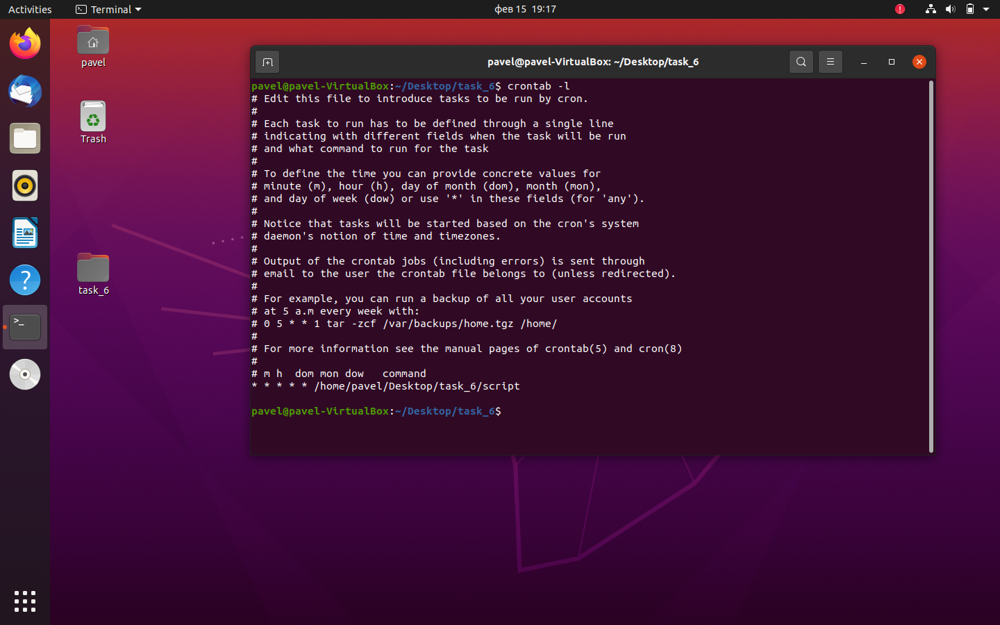 Activities
Terminal
фев 15 19:17
pavel
Trash
task_6
pavel@pavel-VirtualBox: ~/Desktop/task_6
pavel@pavel-VirtualBox:~/Desktop/task_6$ crontab -l
# Edit this file to introduce tasks to be run by cron.
#
# Each task to run has to be defined through a single line
# indicating with different fields when the task will be run
# and what command to run for the task
#
# To define the time you can provide concrete values for
# minute (m), hour (h), day of month (dom), month (mon),
# and day of week (dow) or use '*' in these fields (for 'any').
#
# Notice that tasks will be started based on the cron's system
# daemon's notion of time and timezones.
#
# Output of the crontab jobs (including errors) is sent through
# email to the user the crontab file belongs to (unless redirected).
#
# For example, you can run a backup of all your user accounts
# at 5 a.m every week with:
# 0 5 * * 1 tar -zcf /var/backups/home.tgz /home/
#
# For more information see the manual pages of crontab(5) and cron(8)
#
# m h  dom mon dow   command
* * * * * /home/pavel/Desktop/task_6/script
pavel@pavel-VirtualBox:~/Desktop/task_6$